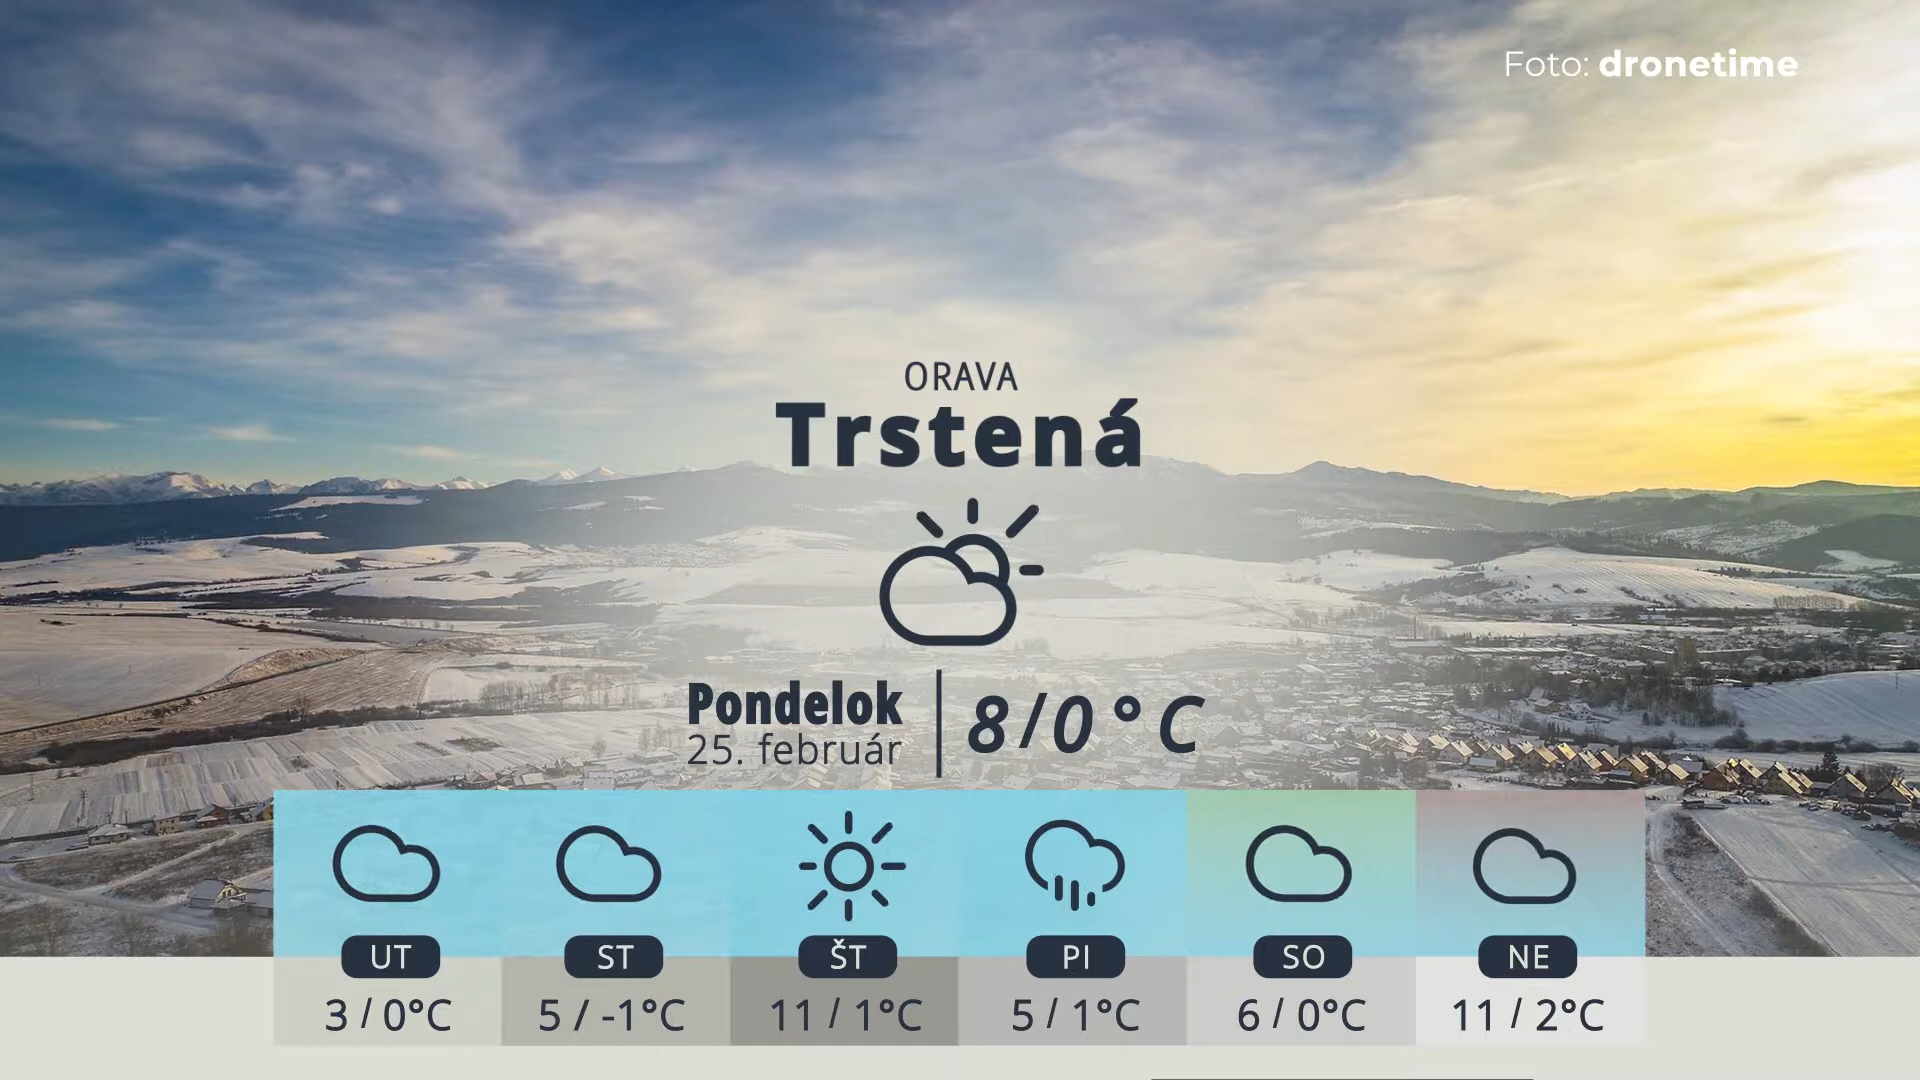 Foto: dronetime
ORAVA
Trstená
Pondelok
25. február
8/0°C
UT
ST
ŠT
PI
SO
NE
3 / 0°C
5 / -1°C
11 / 1°C
5 / 1°C
6 / 0°C
11 / 2°C